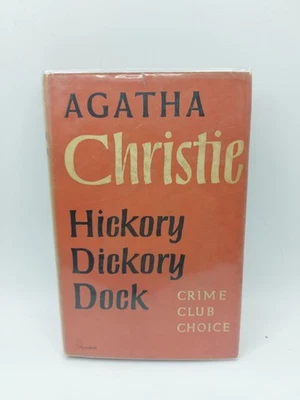 AGATHA
Christie
Hickory
Dickory
Dock
CRIME
CLUB
CHOICE